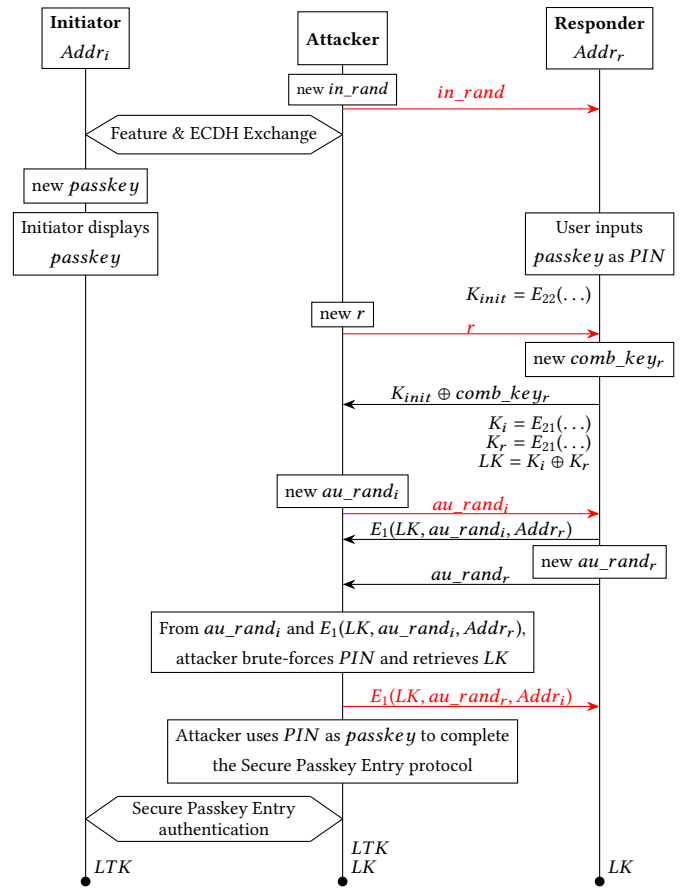 Initiator
Addr_i
Attacker
Responder
Addr_r
new in_rand
in_rand
Feature & ECDH Exchange
new passkey
Initiator displays
passkey
User inputs
passkey as PIN
K_init = E_22(...)
new r
r
new comb_key_r
K_init ⊕ comb_key_r
K_i = E_21(...)
K_r = E_21(...)
LK = K_i ⊕ K_r
new au_rand_i
au_rand_i
E_1(LK, au_rand_i, Addr_r)
new au_rand_r
au_rand_r
From au_rand_i and E_1(LK, au_rand_i, Addr_r),
attacker brute-forces PIN and retrieves LK
E_1(LK, au_rand_r, Addr_i)
Attacker uses PIN as passkey to complete
the Secure Passkey Entry protocol
Secure Passkey Entry
authentication
LTK
LTK
LK
LK